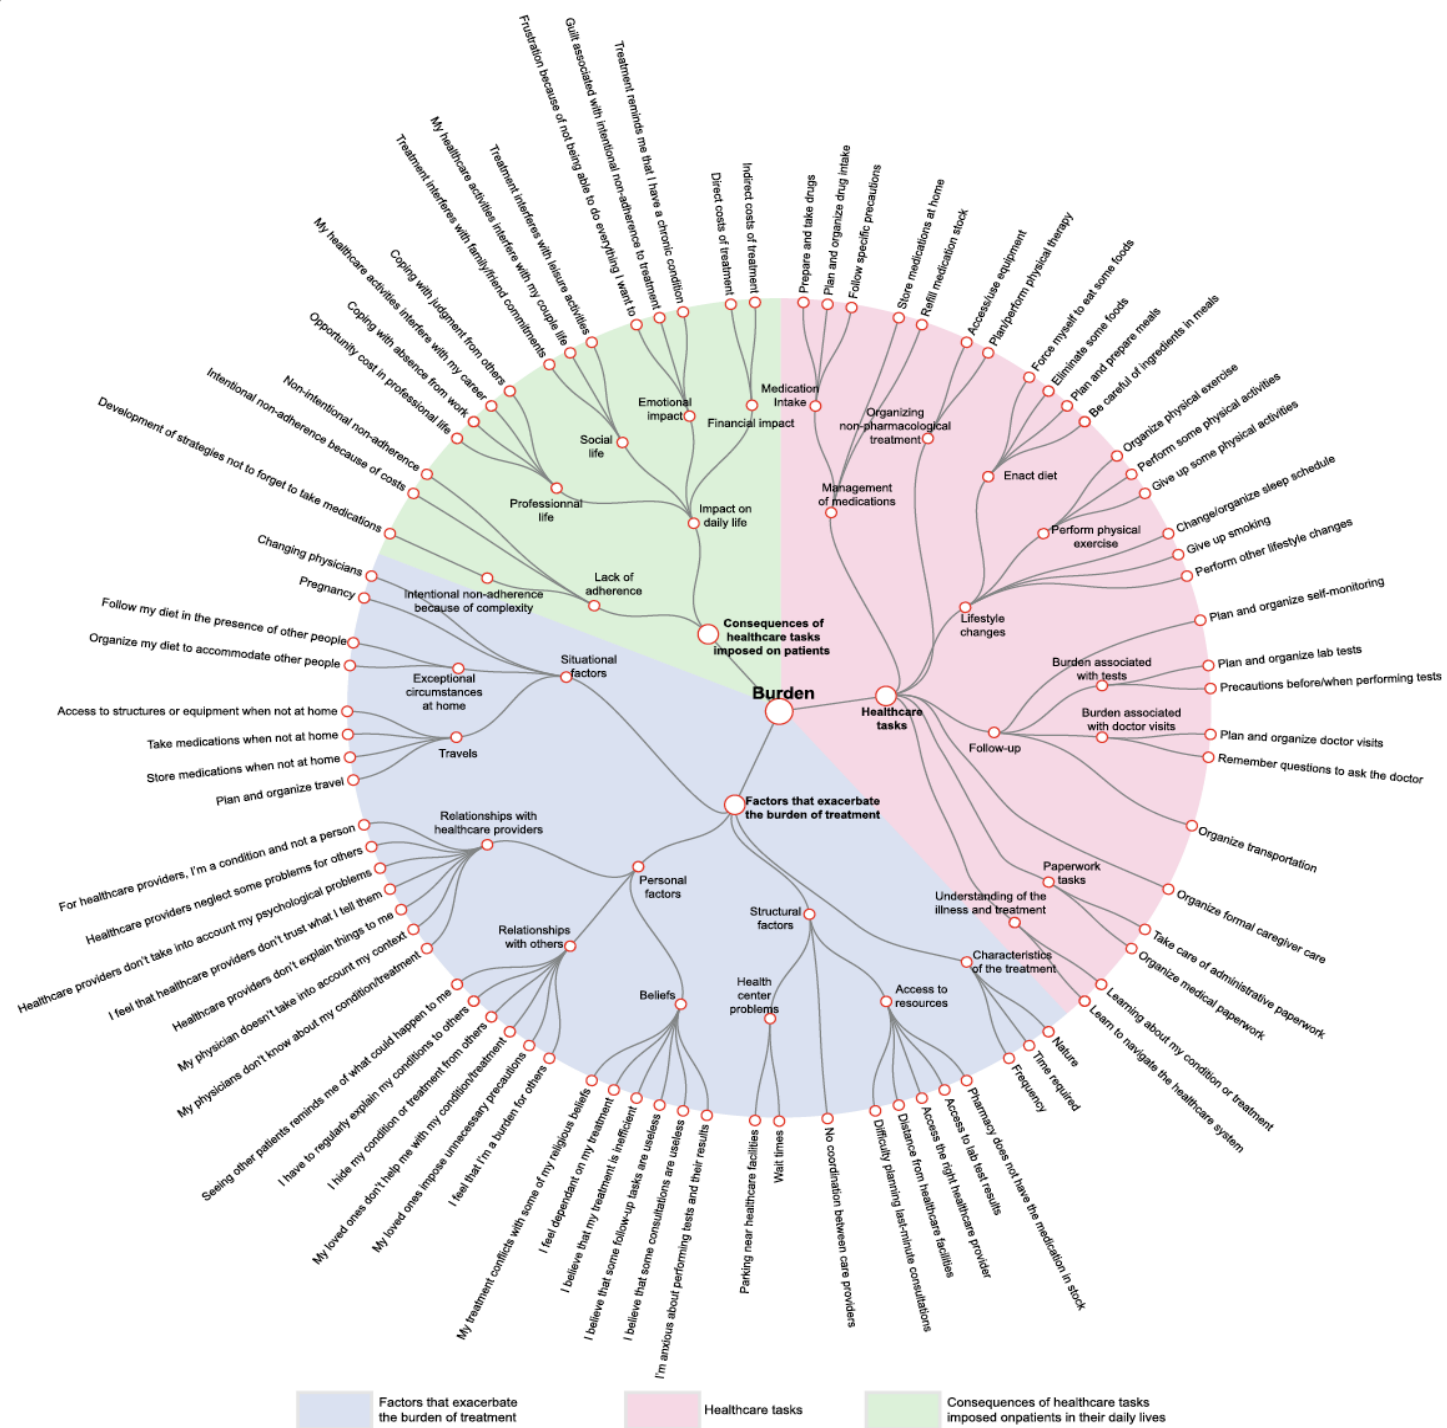 Frustration because of not being able to do everything I want to
Guilt associated with intentional non-adherence to treatment
Treatment reminds me that I have a chronic condition
Direct costs of treatment
Indirect costs of treatment
Prepare and take drugs
Plan and organize drug intake
Follow specific precautions
Store medications at home
Refill medication stock
Access/use equipment
Plan/perform physical therapy
Force myself to eat some foods
Eliminate some foods
Plan and prepare meals
Be careful of ingredients in meals
Organize physical exercise
Perform some physical activities
Give up some physical activities
Change/organize sleep schedule
Give up smoking
Perform other lifestyle changes
Plan and organize self-monitoring
Plan and organize lab tests
Precautions before/when performing tests
Plan and organize doctor visits
Remember questions to ask the doctor
Organize transportation
Organize formal caregiver care
Take care of administrative paperwork
Organize medical paperwork
Learning about my condition or treatment
Learn to navigate the healthcare system
Nature
Time required
Frequency
Pharmacy does not have the medication in stock
Access to lab test results
Access the right healthcare provider
Distance from healthcare facilities
Difficulty planning last-minute consultations
No coordination between care providers
Wait times
Parking near healthcare facilities
I'm anxious about performing tests and their results
I believe that some consultations are useless
I believe that some follow-up tasks are useless
I believe that my treatment is inefficient
I feel dependant on my treatment
My treatment conflicts with some of my religious beliefs
I feel that I'm a burden for others
My loved ones impose unnecessary precautions
My loved ones don't help me with my condition/treatment
I hide my condition or treatment from others
I have to regularly explain my conditions to others
Seeing other patients reminds me of what could happen to me
My physicians don't know about my condition/treatment
My physician doesn't take into account my context
Healthcare providers don't explain things to me
I feel that healthcare providers don't trust what I tell them
Healthcare providers don't take into account my psychological problems
Healthcare providers neglect some problems for others
For healthcare providers, I'm a condition and not a person
Plan and organize travel
Store medications when not at home
Take medications when not at home
Access to structures or equipment when not at home
Organize my diet to accommodate other people
Follow my diet in the presence of other people
Pregnancy
Changing physicians
Development of strategies not to forget to take medications
Intentional non-adherence because of costs
Non-intentional non-adherence
Opportunity cost in professional life
Coping with absence from work
My healthcare activities interfere with my career
Coping with judgment from others
Treatment interferes with family/friend commitments
My healthcare activities interfere with my couple life
Treatment interferes with leisure activities
Emotional
impact
Financial impact
Social
life
Professionnal
life
Impact on
daily life
Lack of
adherence
Intentional non-adherence
because of complexity
Consequences of
healthcare tasks
imposed on patients
Medication
Intake
Organizing
non-pharmacological
treatment
Management
of medications
Enact diet
Perform physical
exercise
Lifestyle
changes
Burden associated
with tests
Burden associated
with doctor visits
Follow-up
Healthcare
tasks
Burden
Paperwork
tasks
Understanding of the
illness and treatment
Situational
factors
Exceptional
circumstances
at home
Travels
Factors that exacerbate
the burden of treatment
Relationships with
healthcare providers
Personal
factors
Relationships
with others
Beliefs
Structural
factors
Health
center
problems
Access to
resources
Characteristics
of the treatment
Factors that exacerbate
the burden of treatment
Healthcare tasks
Consequences of healthcare tasks
imposed onpatients in their daily lives